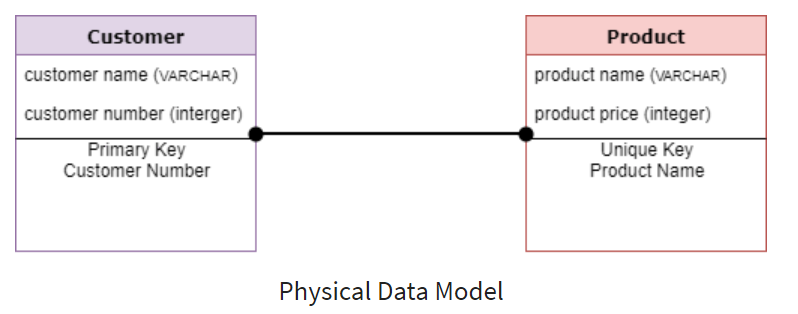 Customer
customer name (VARCHAR)
customer number (interger)
Primary Key
Customer Number
Product
product name (VARCHAR)
product price (integer)
Unique Key
Product Name
Physical Data Model